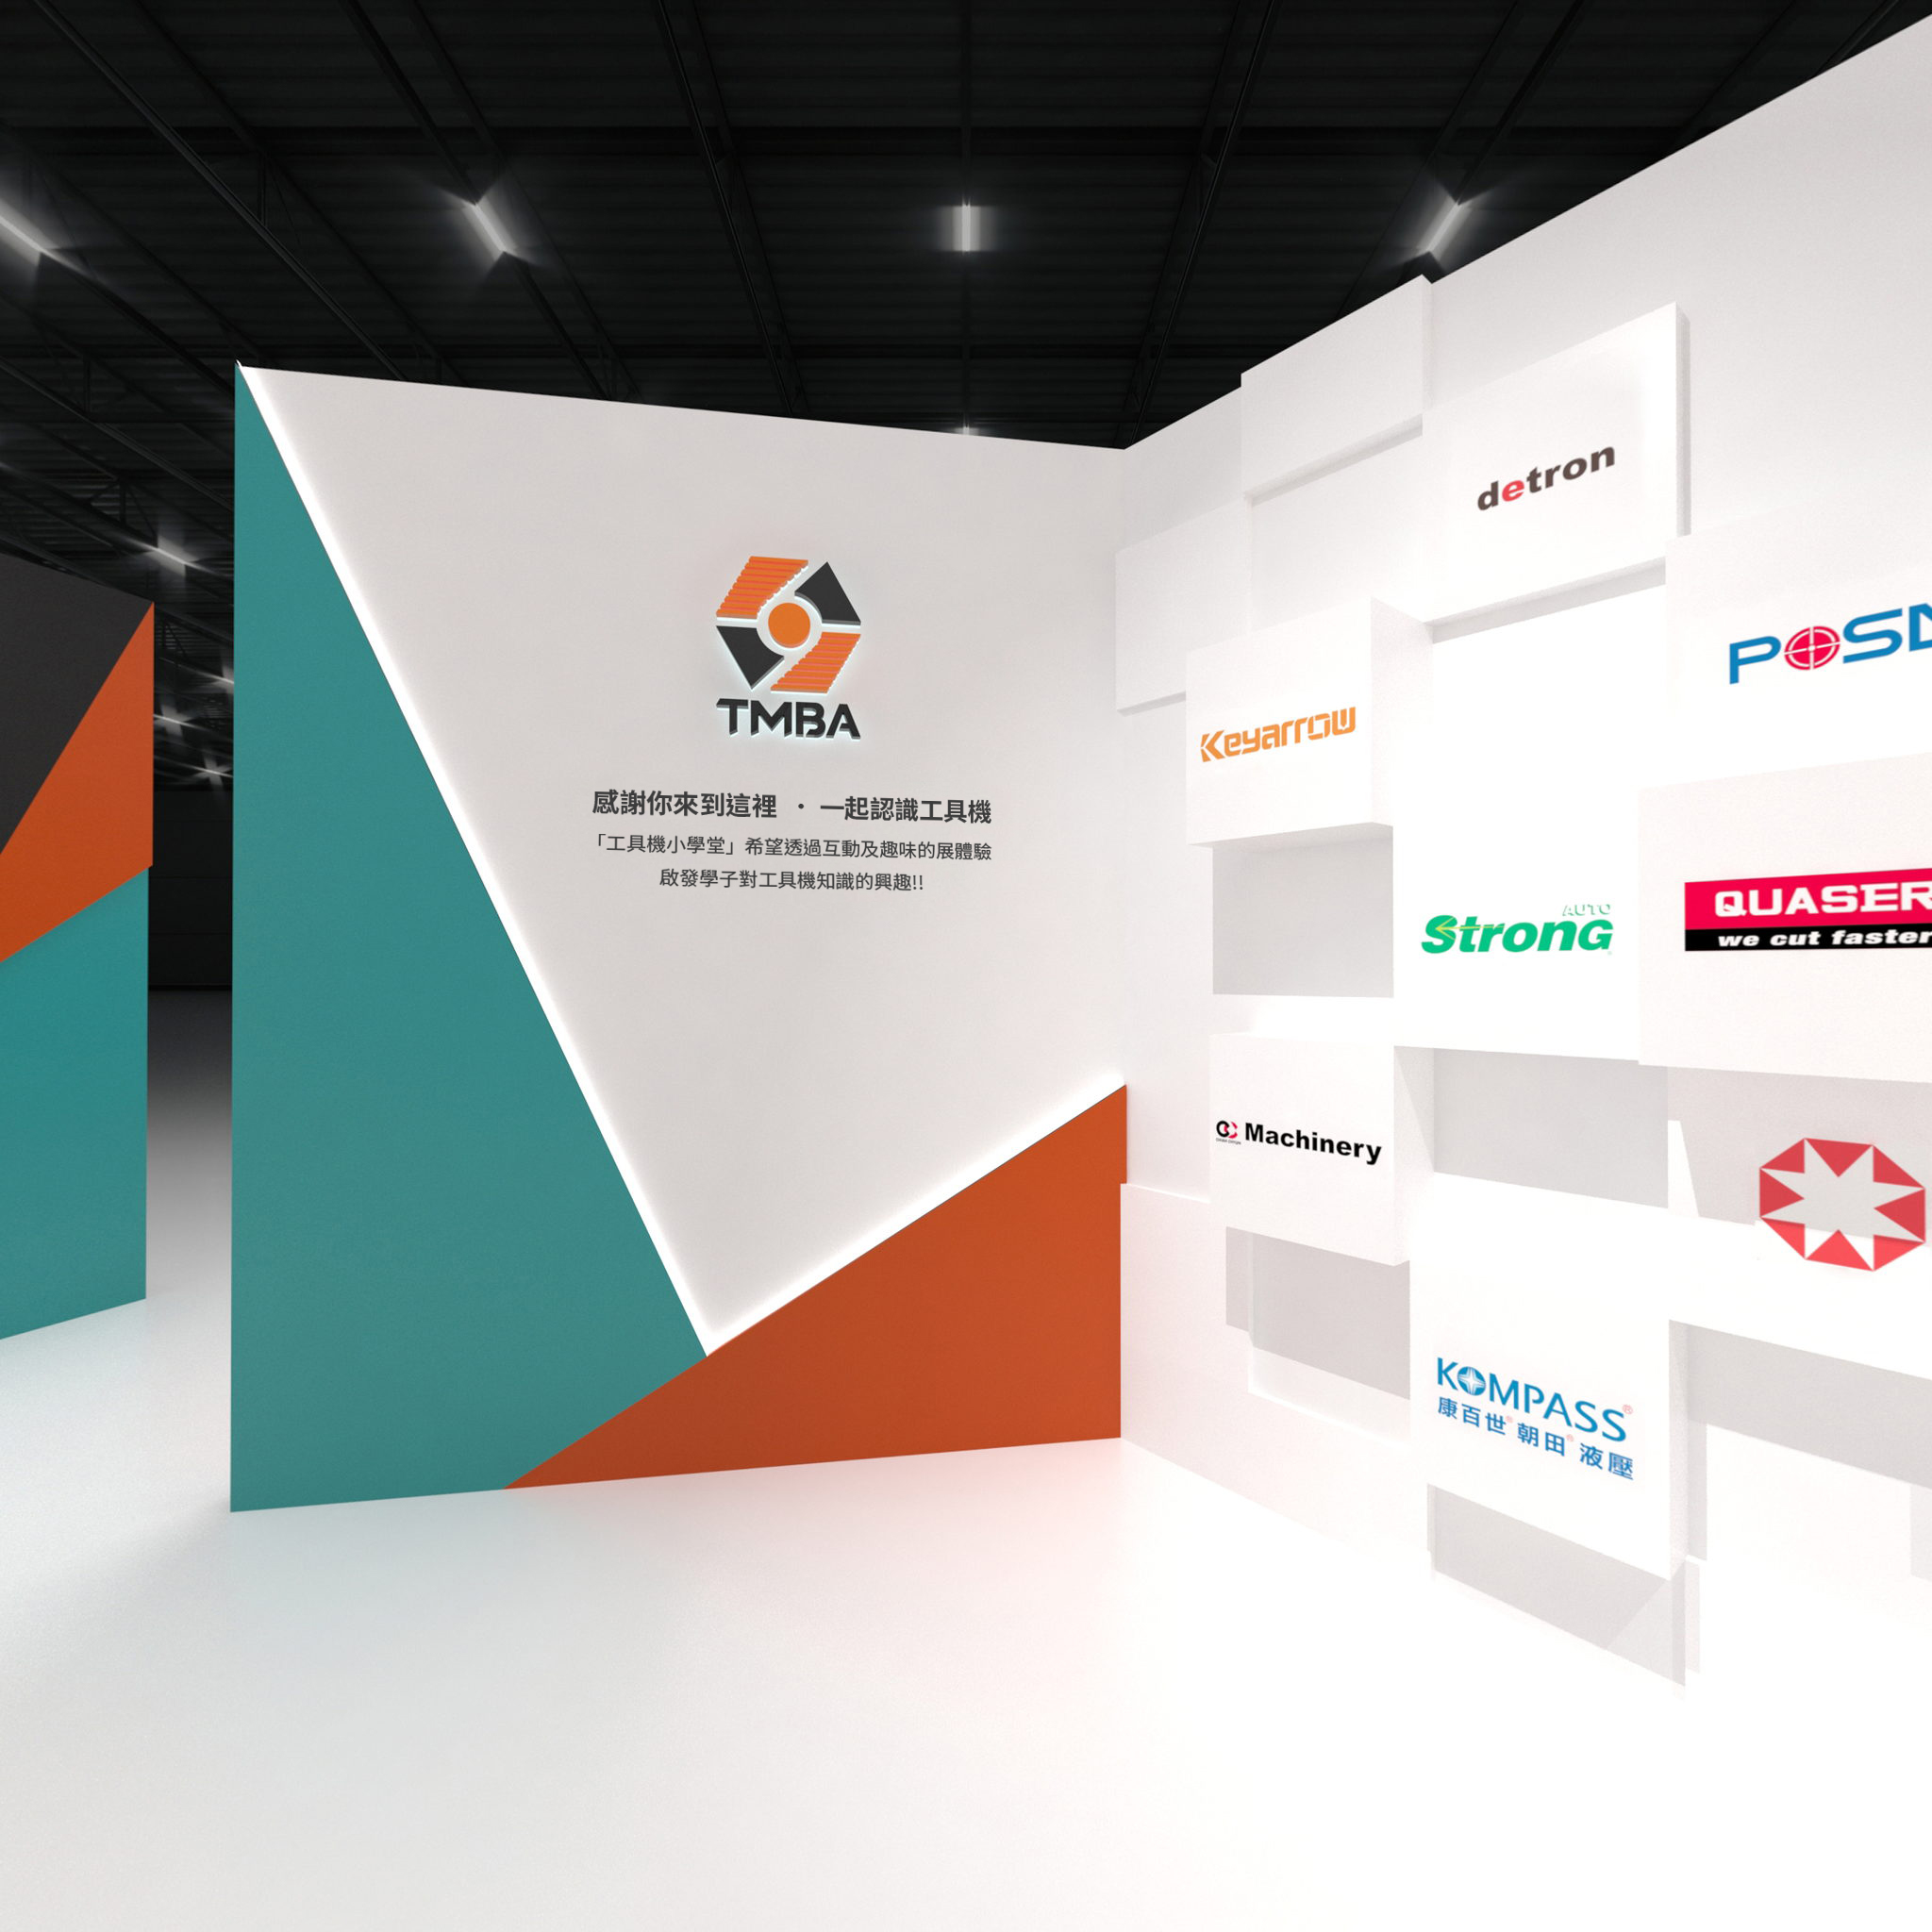 TMBA
感謝你來到這裡 ・ 一起認識工具機
「工具機小學堂」希望透過互動及趣味的展體驗
啟發學子對工具機知識的興趣!!
detron
Keyarrow
AUTO
Strong
QUASER
we cut faster
Machinery
KOMPASS®
康百世® 朝田® 液壓